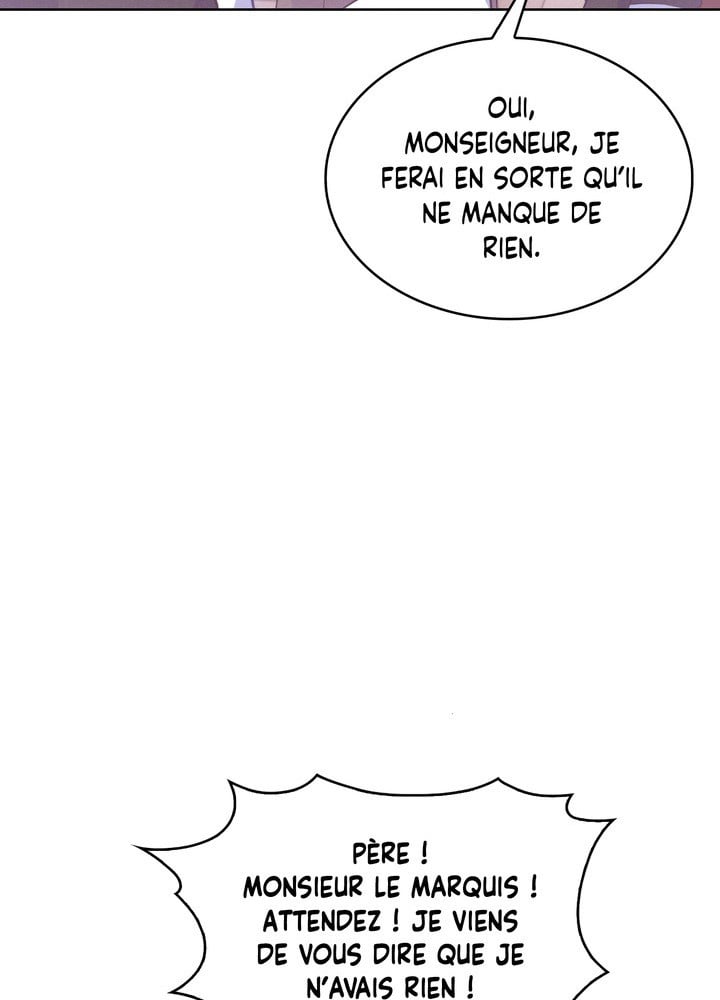 OUI,
MONSEIGNEUR, JE
FERAI EN SORTE QU'IL
NE MANQUE DE
RIEN.
PÈRE !
MONSIEUR LE MARQUIS !
ATTENDEZ ! JE VIENS
DE VOUS DIRE QUE JE
N'AVAIS RIEN !